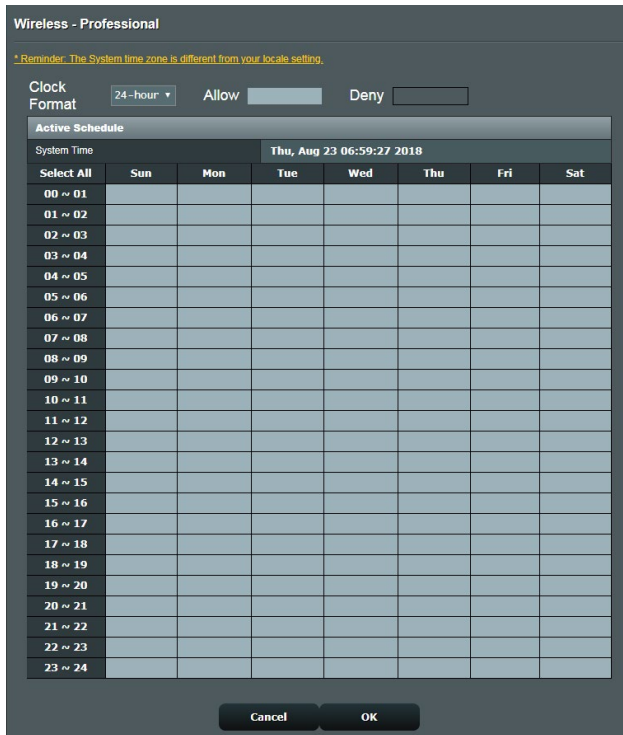 Wireless - Professional
* Reminder: The System time zone is different from your locale setting.
Clock Format 24-hour Allow Deny
Active Schedule
System Time Thu, Aug 23 06:59:27 2018
Select All Sun Mon Tue Wed Thu Fri Sat
00 ~ 01
01 ~ 02
02 ~ 03
03 ~ 04
04 ~ 05
05 ~ 06
06 ~ 07
07 ~ 08
08 ~ 09
09 ~ 10
10 ~ 11
11 ~ 12
12 ~ 13
13 ~ 14
14 ~ 15
15 ~ 16
16 ~ 17
17 ~ 18
18 ~ 19
19 ~ 20
20 ~ 21
21 ~ 22
22 ~ 23
23 ~ 24
Cancel OK